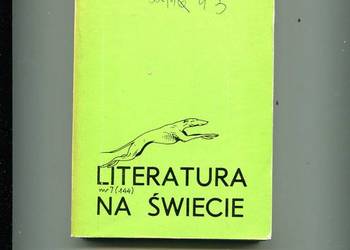 LITERATURA
nr 7 (144)
NA ŚWIECIE